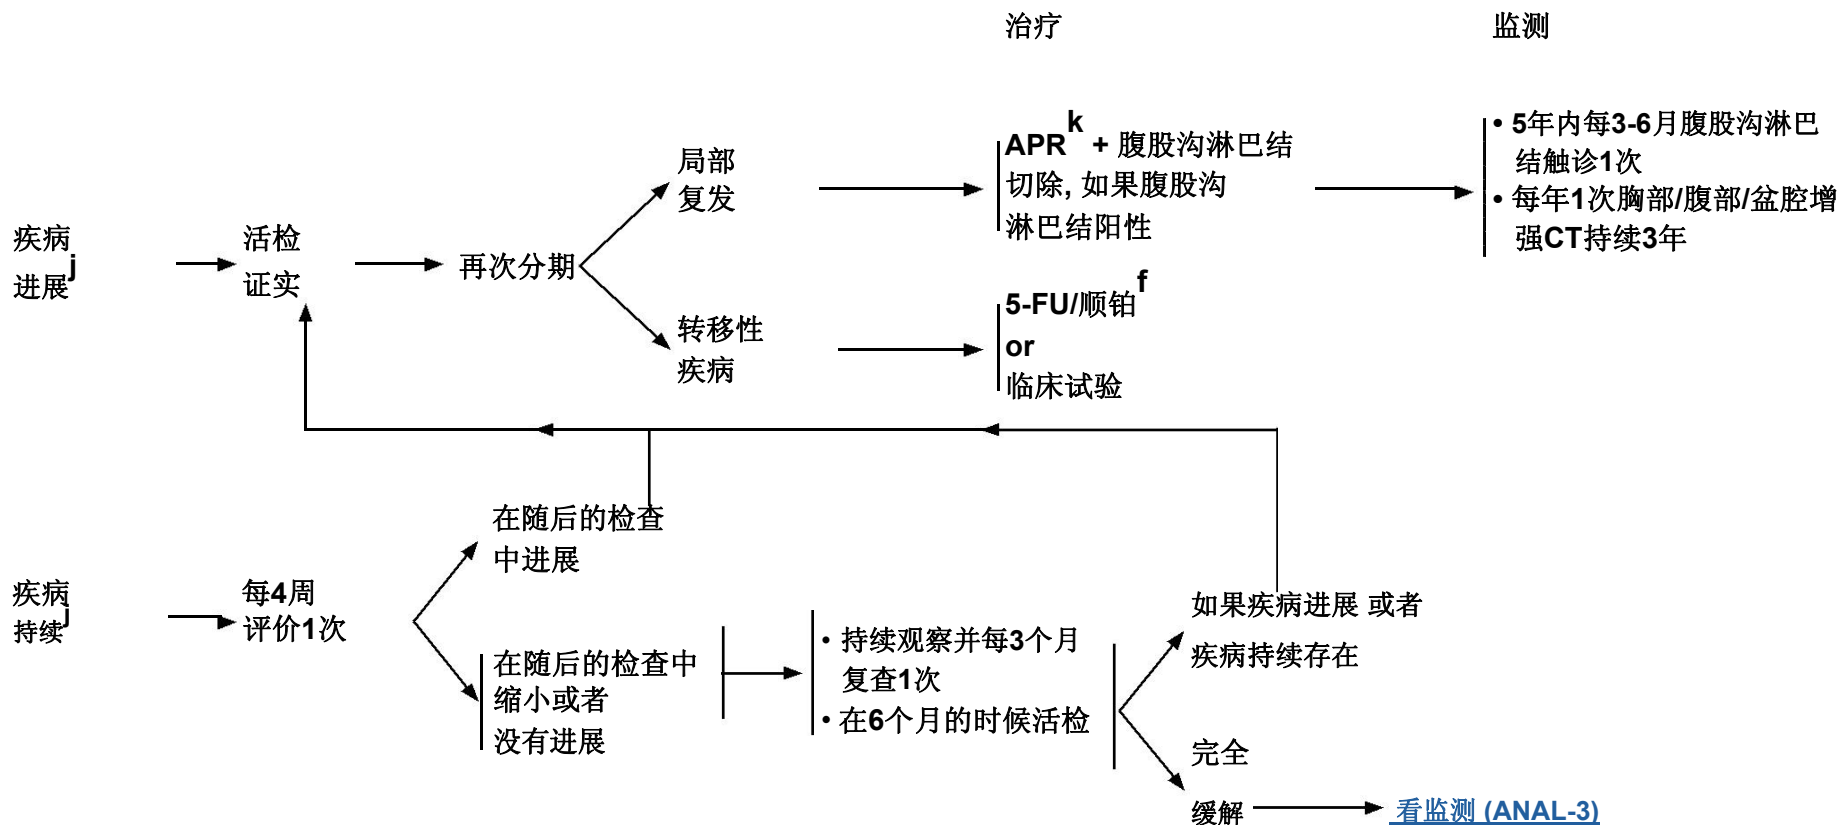 治疗
监测
疾病
进展j
活检
证实
再次分期
局部
复发
APRk + 腹股沟淋巴结
切除, 如果腹股沟
淋巴结阳性
• 5年内每3-6月腹股沟淋巴
结触诊1次
• 每年1次胸部/腹部/盆腔增
强CT持续3年
转移性
疾病
5-FU/顺铂f
or
临床试验
疾病
持续j
每4周
评价1次
在随后的检查
中进展
在随后的检查中
缩小或者
没有进展
• 持续观察并每3个月
复查1次
• 在6个月的时候活检
如果疾病进展 或者
疾病持续存在
完全
缓解
看监测 (ANAL-3)